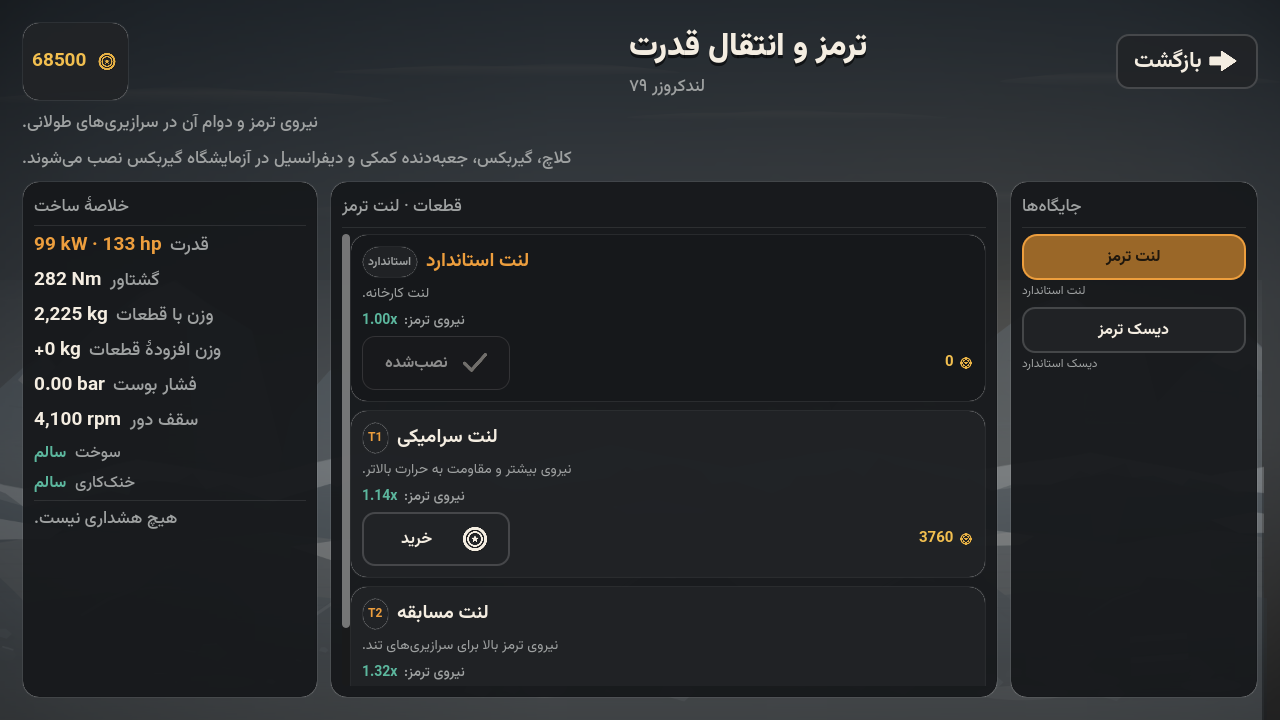 بازگشت
ترمز و انتقال قدرت
لندکروزر ۷۹
68500
نیروی ترمز و دوام آن در سرازیری‌های طولانی.
کلاچ، گیربکس، جعبه‌دنده کمکی و دیفرانسیل در آزمایشگاه گیربکس نصب می‌شوند.
جایگاه‌ها
لنت ترمز
لنت استاندارد
دیسک ترمز
دیسک استاندارد
قطعات · لنت ترمز
لنت استاندارد استاندارد
لنت کارخانه.
نیروی ترمز: 1.00x
نصب‌شده
0
لنت سرامیکی T1
نیروی بیشتر و مقاومت به حرارت بالاتر.
نیروی ترمز: 1.14x
خرید
3760
لنت مسابقه T2
نیروی ترمز بالا برای سرازیری‌های تند.
نیروی ترمز: 1.32x
خلاصهٔ ساخت
قدرت 99 kW · 133 hp
گشتاور 282 Nm
وزن با قطعات 2,225 kg
وزن افزودهٔ قطعات +0 kg
فشار بوست 0.00 bar
سقف دور 4,100 rpm
سوخت سالم
خنک‌کاری سالم
هیچ هشداری نیست.